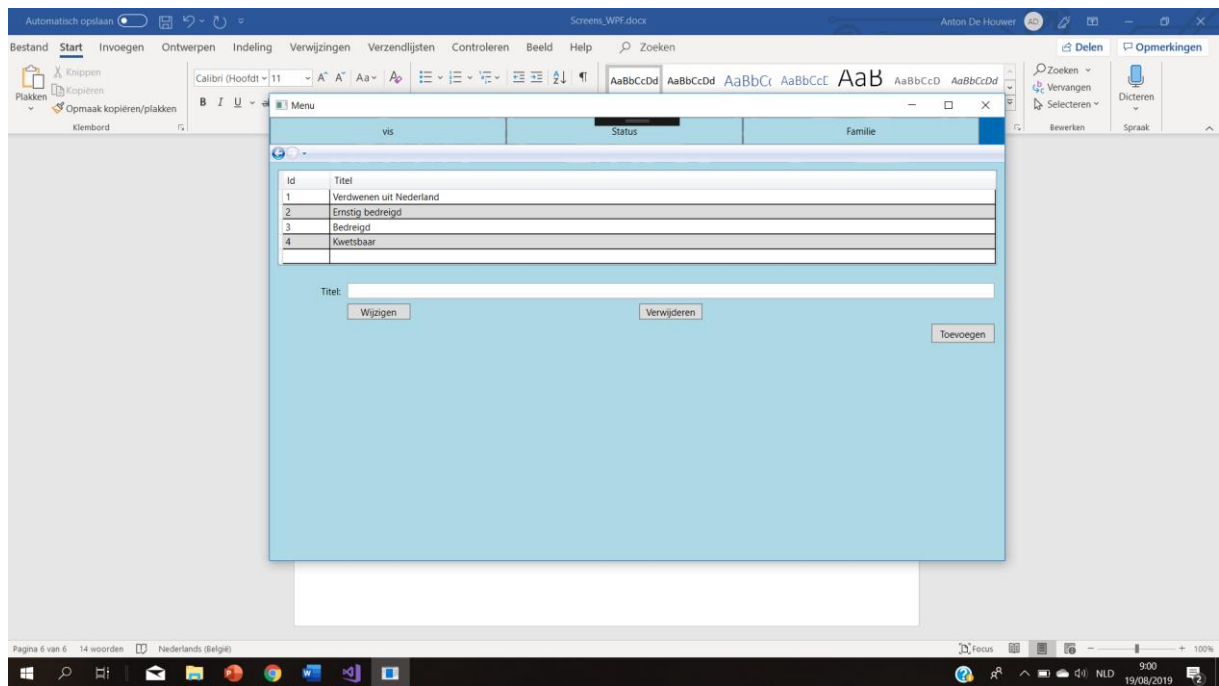 Automatisch opslaan
Screens_WPF.docx
Anton De Houwer
AD
Bestand Start Invoegen Ontwerpen Indeling Verwijzingen Verzendlijsten Controleren Beeld Help Zoeken
Delen Opmerkingen
Plakken
Knippen
Kopiëren
Opmaak kopiëren/plakken
Klembord
Calibri (Hoofdt 11
B I U
AaBbCcDd AaBbCcDd AaBbCc AaBbCcE AaB AaBbCcD AaBbCcDd
Zoeken
Vervangen
Selecteren
Bewerken
Dicteren
Spraak
Menu
vis Status Familie
Id Titel
1 Verdwenen uit Nederland
2 Ernstig bedreigd
3 Bedreigd
4 Kwetsbaar
Titel:
Wijzigen Verwijderen
Toevoegen
Pagina 6 van 6 14 woorden Nederlands (België)
Focus 100%
NLD
9:00
19/08/2019